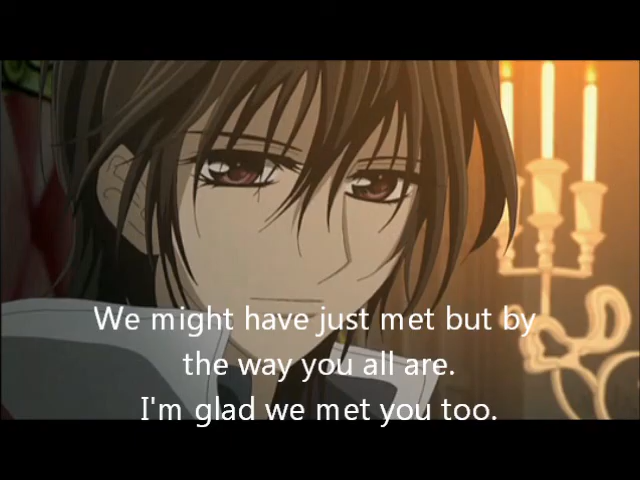 We might have just met but by
the way you all are.
I'm glad we met you too.